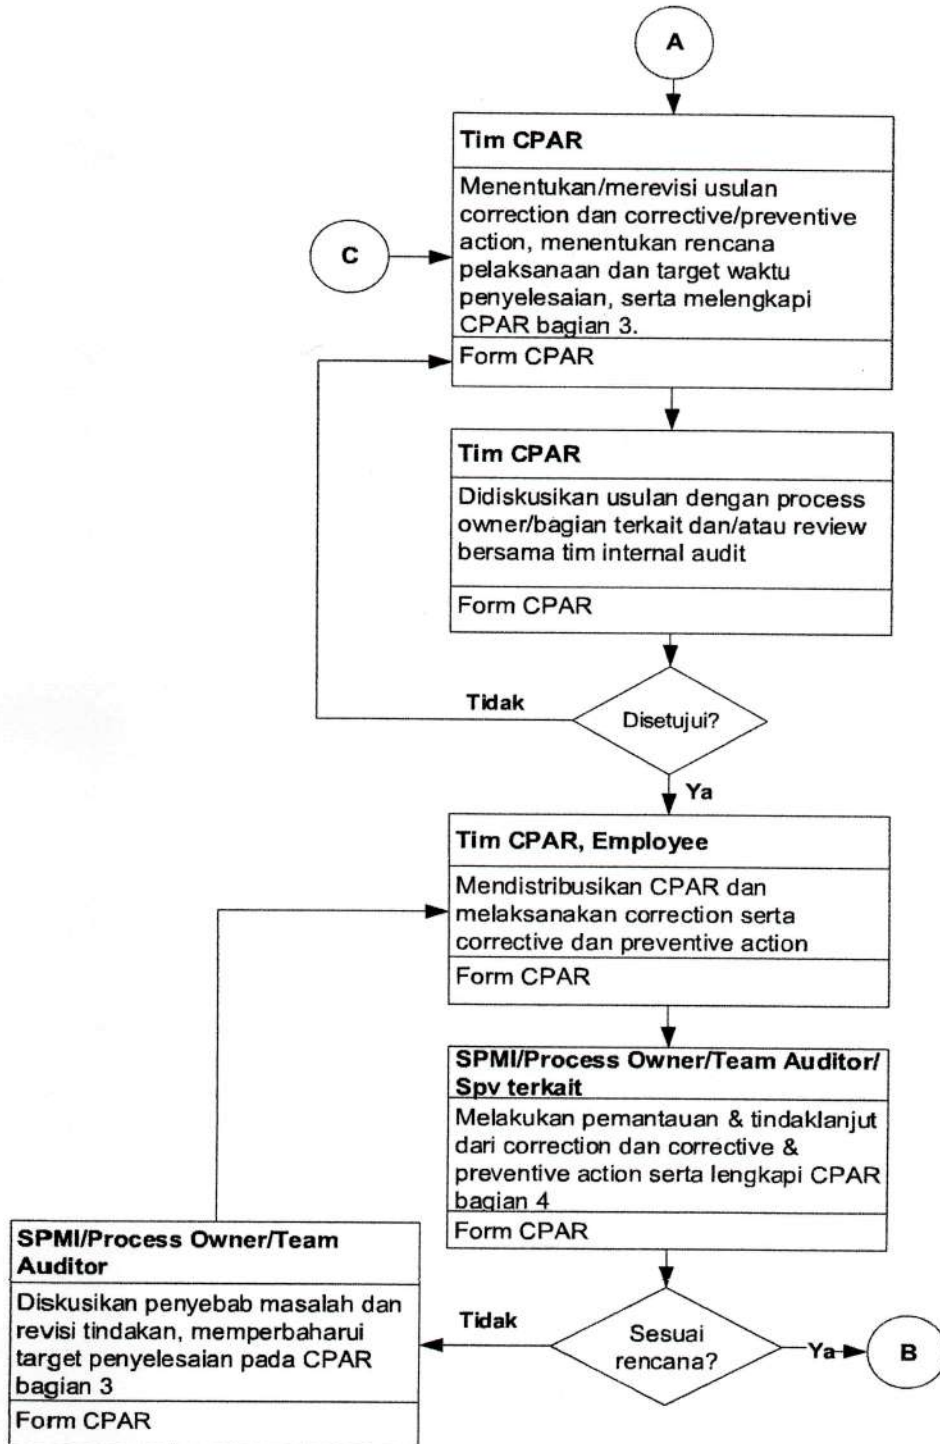 A
Tim CPAR
Menentukan/merevisi usulan
correction dan corrective/preventive
action, menentukan rencana
pelaksanaan dan target waktu
penyelesaian, serta melengkapi
CPAR bagian 3.
Form CPAR
C
Tim CPAR
Didiskusikan usulan dengan process
owner/bagian terkait dan/atau review
bersama tim internal audit
Form CPAR
Disetujui?
Tidak
Ya
Tim CPAR, Employee
Mendistribusikan CPAR dan
melaksanakan correction serta
corrective dan preventive action
Form CPAR
SPMI/Process Owner/Team Auditor/
Spv terkait
Melakukan pemantauan & tindaklanjut
dari correction dan corrective &
preventive action serta lengkapi CPAR
bagian 4
Form CPAR
Sesuai
rencana?
Tidak
Ya
B
SPMI/Process Owner/Team
Auditor
Diskusikan penyebab masalah dan
revisi tindakan, memperbaharui
target penyelesaian pada CPAR
bagian 3
Form CPAR